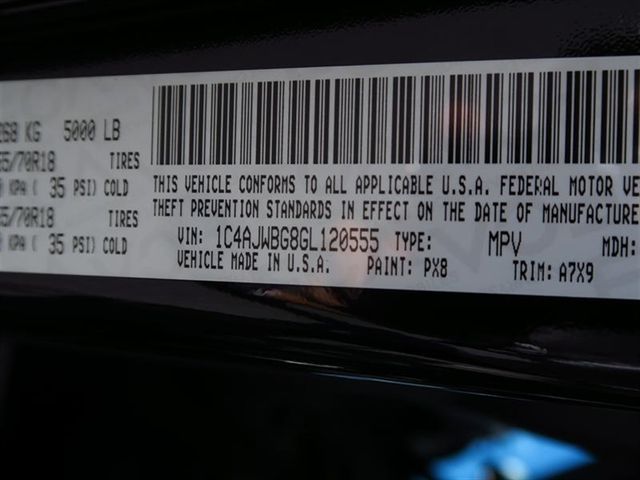 268 KG 5000 LB
/70R18 TIRES
KPA ( 35 PSI) COLD
/70R18 TIRES
KPA ( 35 PSI) COLD
THIS VEHICLE CONFORMS TO ALL APPLICABLE U.S.A. FEDERAL MOTOR VE
THEFT PREVENTION STANDARDS IN EFFECT ON THE DATE OF MANUFACTURE
VIN: 1C4AJWBG8GL120555 TYPE: MPV MDH:
VEHICLE MADE IN U.S.A. PAINT: PX8 TRIM: A7X9